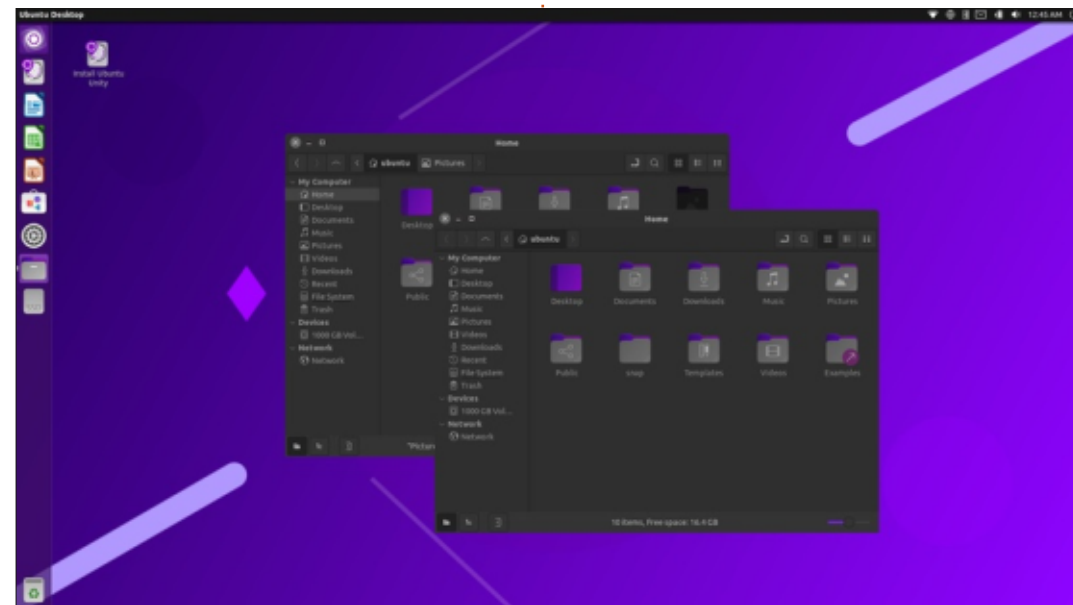 Ubuntu Desktop
12:45 AM
Install Ubuntu
Unity
Home
ubuntu Pictures
My Computer
Home
Desktop
Documents
Music
Pictures
Videos
Downloads
Recent
File System
Trash
Devices
1000 GB Vol...
Network
Network
Desktop
Public
"Pictur
Home
ubuntu
My Computer
Home
Desktop
Documents
Music
Pictures
Videos
Downloads
Recent
File System
Trash
Devices
1000 GB Vol...
Network
Network
Desktop Documents Downloads Music Pictures
Public snap Templates Videos Examples
10 items, Free space: 16.4 GB